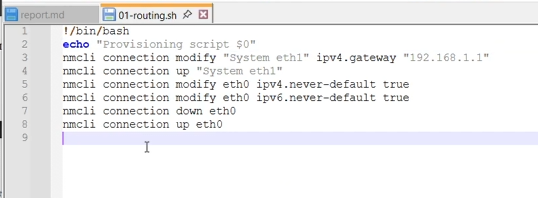 report.md 01-routing.sh
1 !/bin/bash
2 echo "Provisioning script $0"
3 nmcli connection modify "System eth1" ipv4.gateway "192.168.1.1"
4 nmcli connection up "System eth1"
5 nmcli connection modify eth0 ipv4.never-default true
6 nmcli connection modify eth0 ipv6.never-default true
7 nmcli connection down eth0
8 nmcli connection up eth0
9